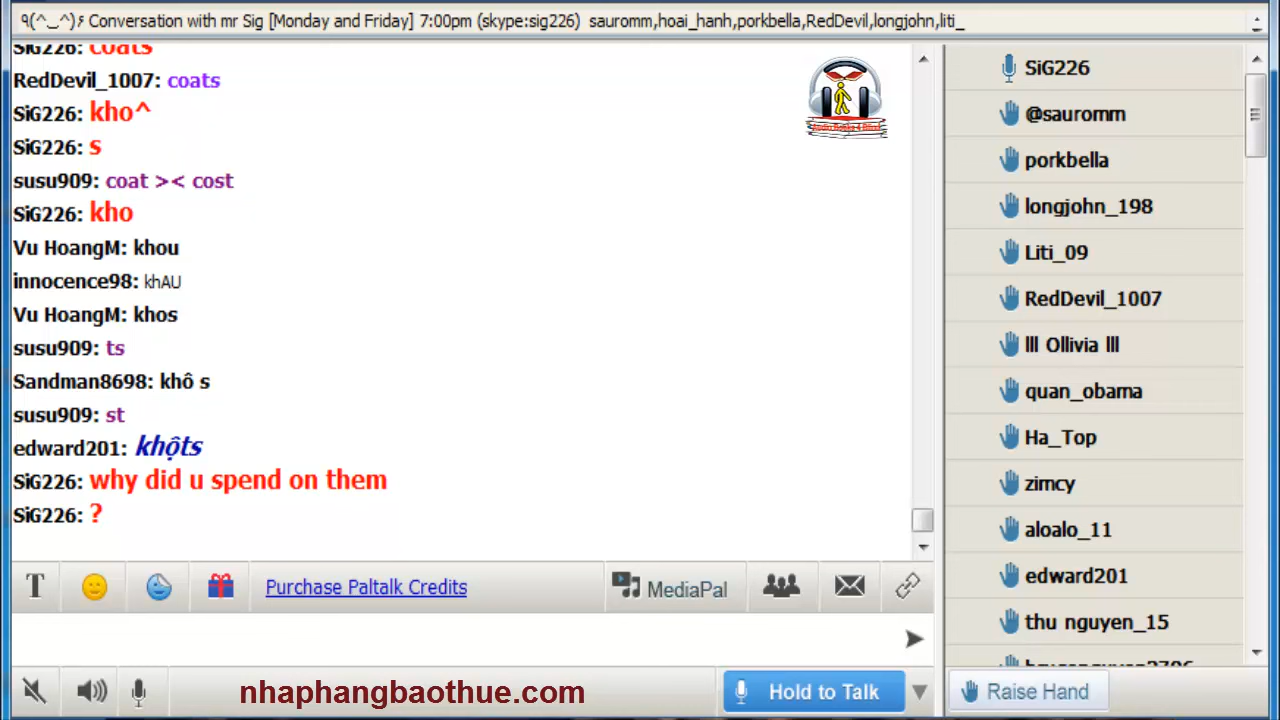 ٩(^‿^)۶ Conversation with mr Sig [Monday and Friday] 7:00pm (skype:sig226) sauromm,hoai_hanh,porkbella,RedDevil,longjohn,liti_
SiG226: coats
RedDevil_1007: coats
SiG226: kho^
SiG226: s
susu909: coat >< cost
SiG226: kho
Vu HoangM: khou
innocence98: khAU
Vu HoangM: khos
susu909: ts
Sandman8698: khô s
susu909: st
edward201: khộts
SiG226: why did u spend on them
SiG226: ?
T
Purchase Paltalk Credits
MediaPal
nhaphangbaothue.com
Hold to Talk
SiG226
@sauromm
porkbella
longjohn_198
Liti_09
RedDevil_1007
lll Ollivia lll
quan_obama
Ha_Top
zimcy
aloalo_11
edward201
thu nguyen_15
Raise Hand